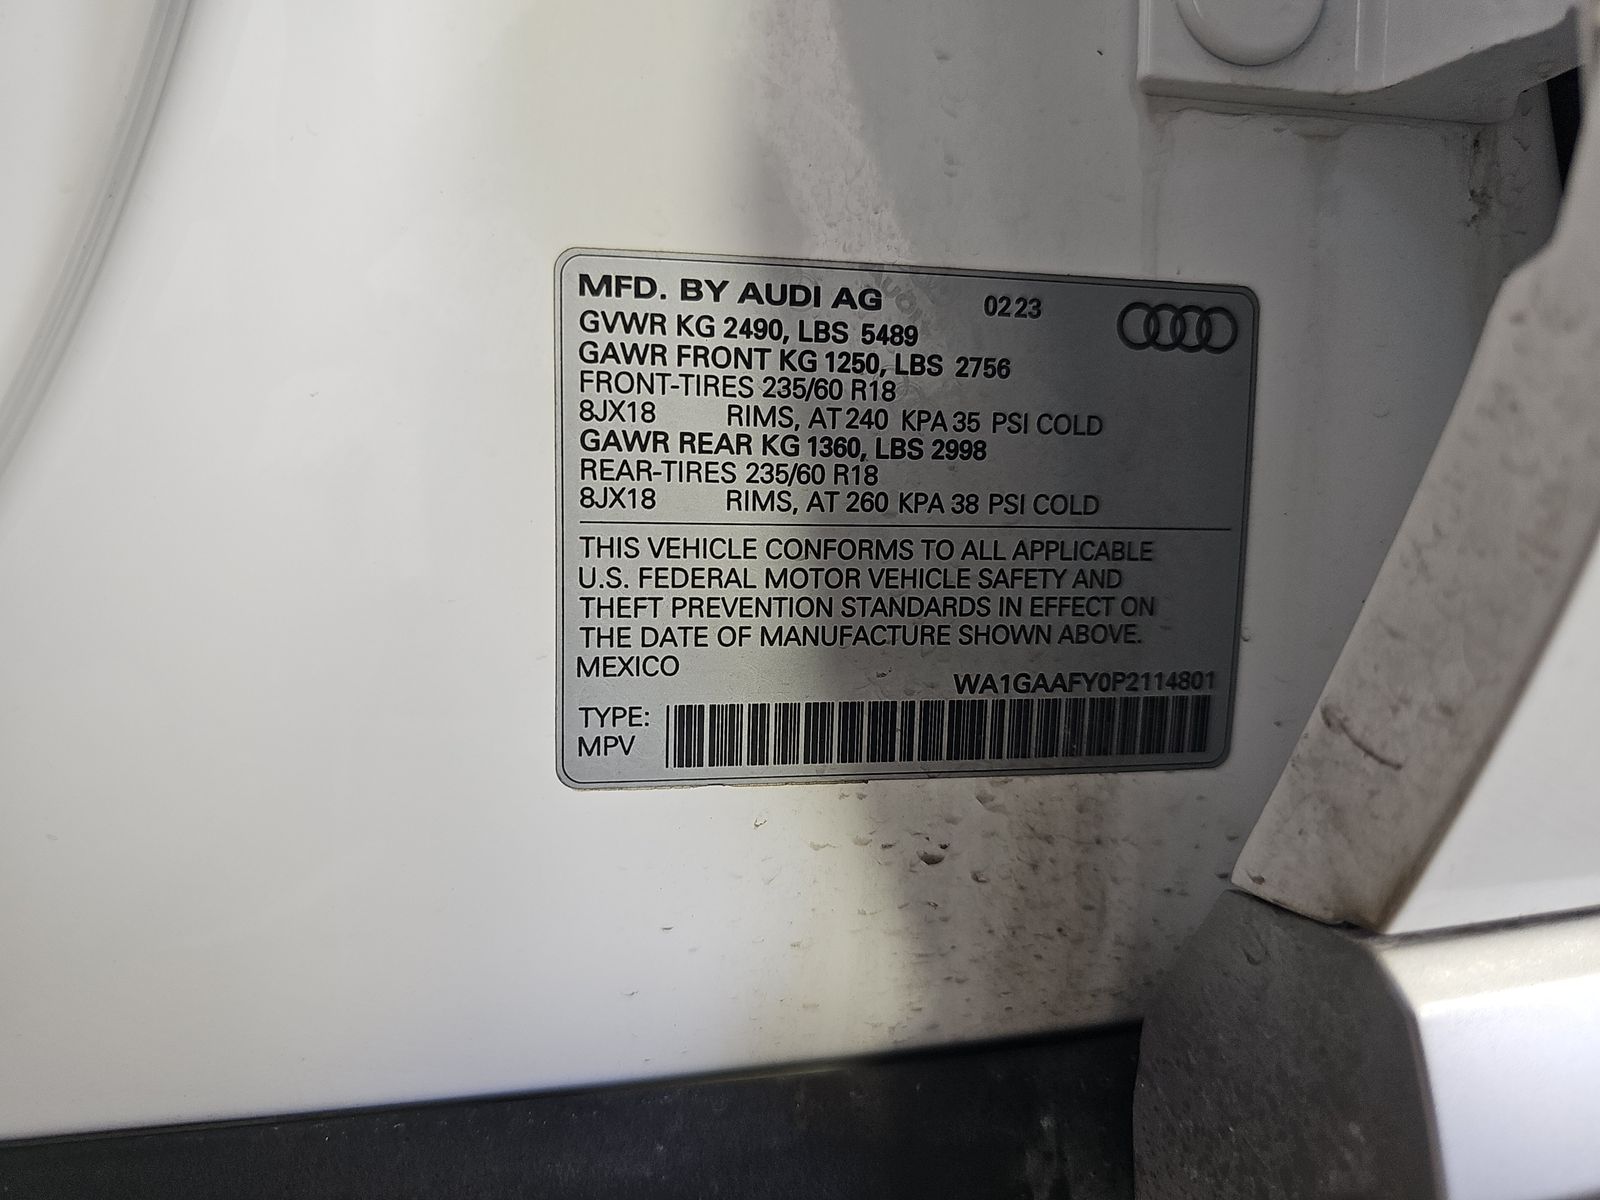 MFD. BY AUDI AG 0223
GVWR KG 2490, LBS 5489
GAWR FRONT KG 1250, LBS 2756
FRONT-TIRES 235/60 R18
8JX18 RIMS, AT 240 KPA 35 PSI COLD
GAWR REAR KG 1360, LBS 2998
REAR-TIRES 235/60 R18
8JX18 RIMS, AT 260 KPA 38 PSI COLD
THIS VEHICLE CONFORMS TO ALL APPLICABLE
U.S. FEDERAL MOTOR VEHICLE SAFETY AND
THEFT PREVENTION STANDARDS IN EFFECT ON
THE DATE OF MANUFACTURE SHOWN ABOVE.
MEXICO
WA1GAAFY0P2114801
TYPE:
MPV